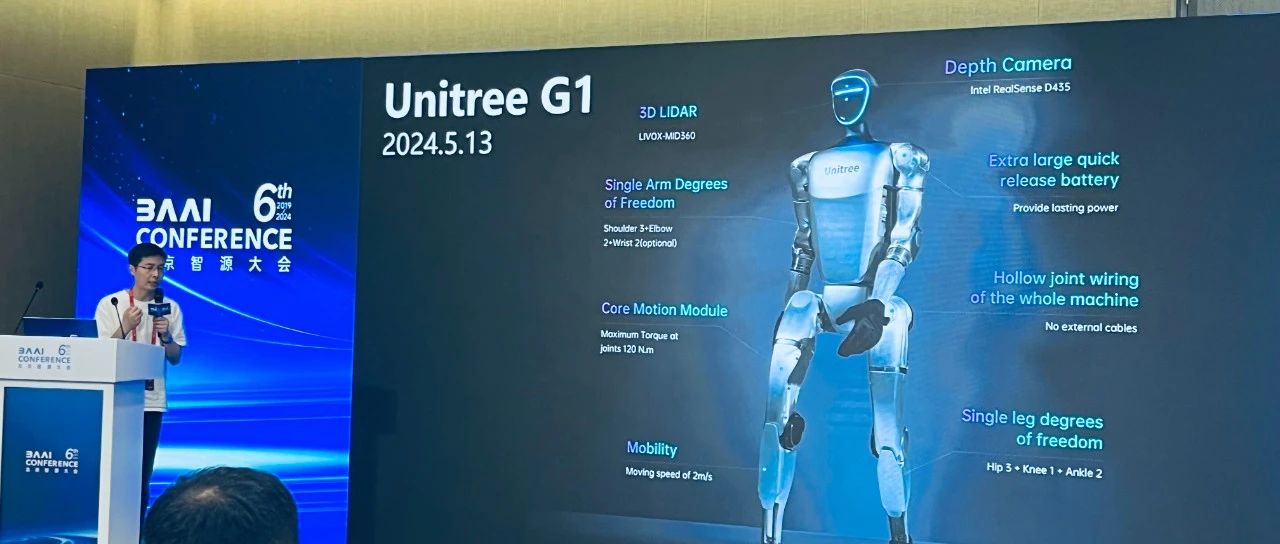 BAAI
CONFERENCE
6th
2019
2024
京智源大会
Unitree G1
2024.5.13
3D LIDAR
LIVOX-MID360
Single Arm Degrees
of Freedom
Shoulder 3+Elbow
2+Wrist 2(optional)
Core Motion Module
Maximum Torque at
joints 120 N.m
Mobility
Moving speed of 2m/s
Unitree
Depth Camera
Intel RealSense D435
Extra large quick
release battery
Provide lasting power
Hollow joint wiring
of the whole machine
No external cables
Single leg degrees
of freedom
Hip 3 + Knee 1 + Ankle 2
BAAI 6th
CONFERENCE
BAAI 6th
CONFERENCE